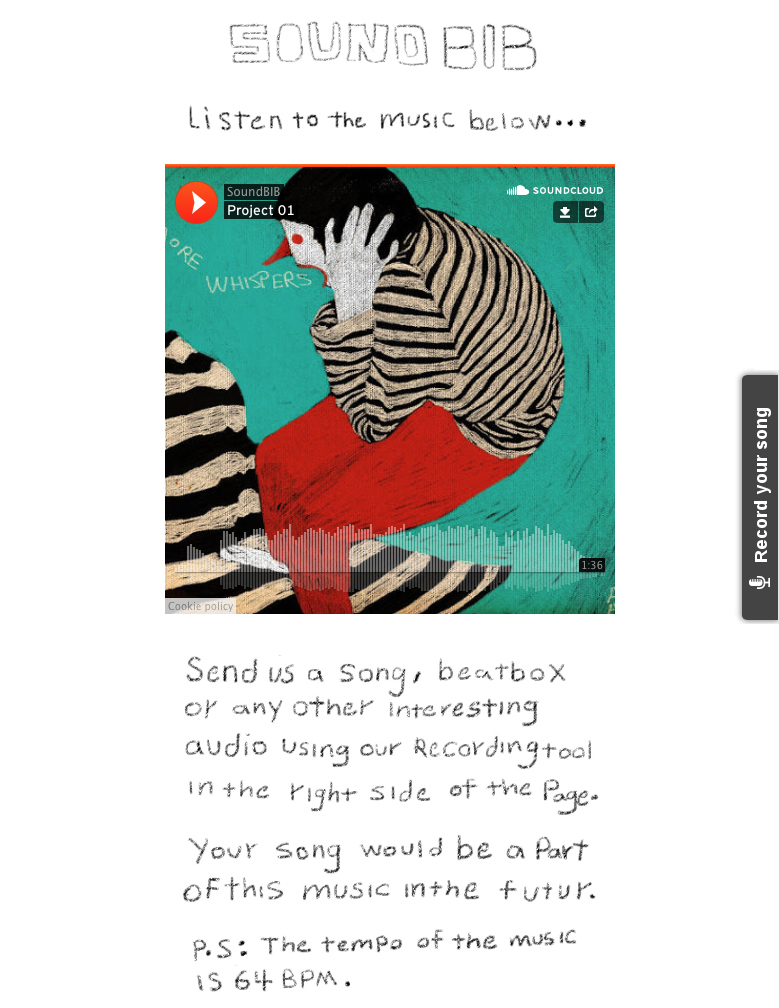 SOUND BIB
Listen to the music below...
SoundBIB
SOUNDCLOUD
Project 01
ORE
WHISPERS
Record your song
1:36
Cookie policy
Send us a song, beatbox
or any other interesting
audio using our Recording tool
in the right side of the Page.
Your song would be a Part
of this music in the futur.
P.S: The tempo of the music
is 64 BPM.